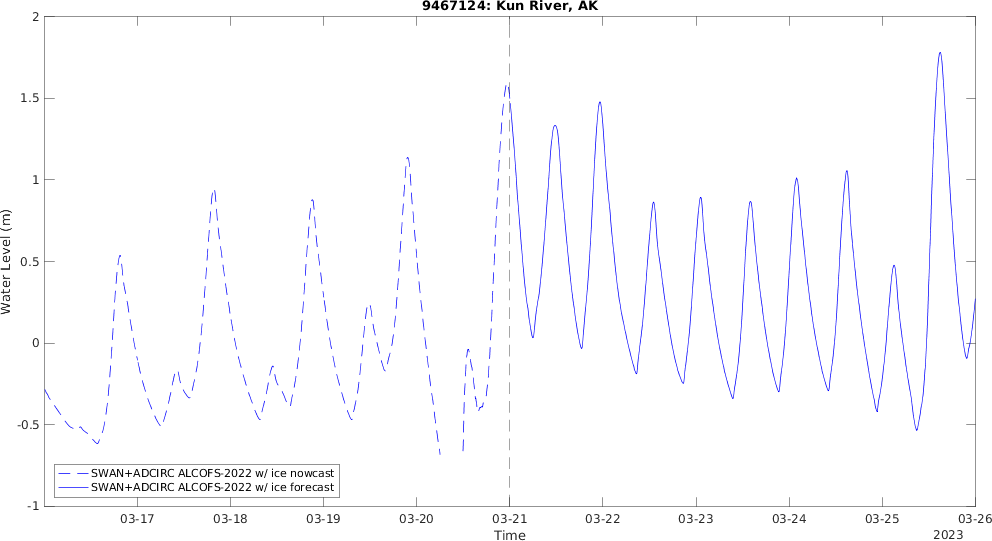 9467124: Kun River, AK
2
1.5
1
0.5
0
-0.5
-1
Water Level (m)
SWAN+ADCIRC ALCOFS-2022 w/ ice nowcast
SWAN+ADCIRC ALCOFS-2022 w/ ice forecast
03-17 03-18 03-19 03-20 03-21 03-22 03-23 03-24 03-25 03-26
Time
2023